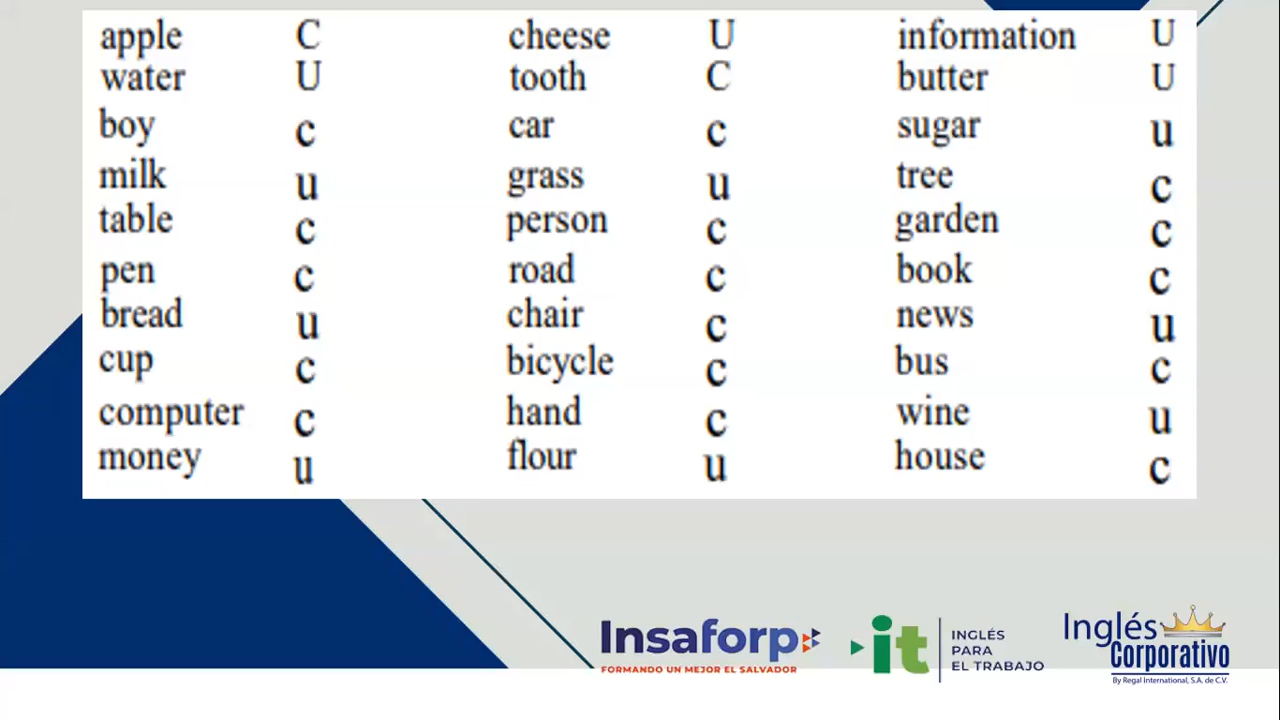 apple C cheese U information U
water U tooth C butter U
boy c car c sugar u
milk u grass u tree c
table c person c garden c
pen c road c book c
bread u chair c news u
cup c bicycle c bus c
computer c hand c wine u
money u flour u house c
Insaforp
FORMANDO UN MEJOR EL SALVADOR
it
INGLÉS
PARA
EL TRABAJO
Inglés
Corporativo
By Regal International, S.A. de C.V.